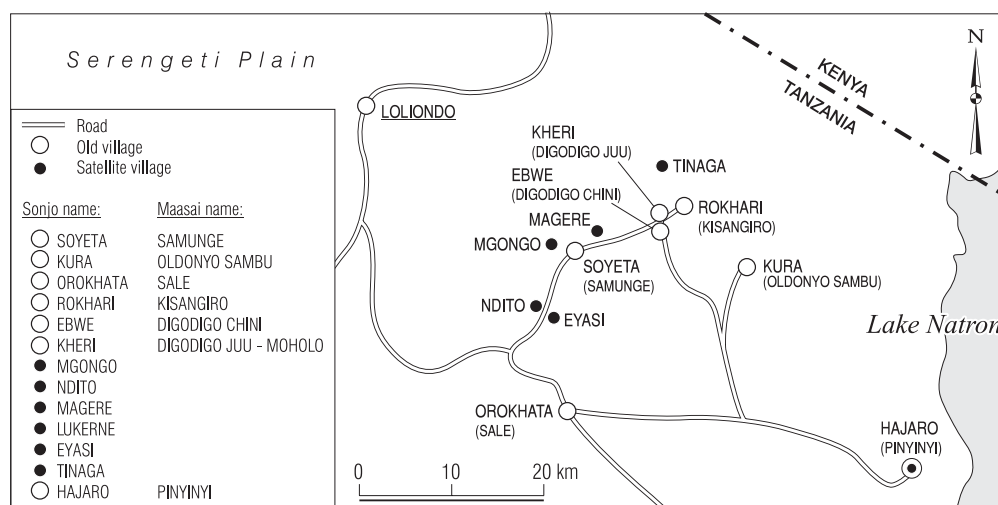 Serengeti Plain
N
KENYA
TANZANIA
LOLIONDO
Road
Old village
Satellite village
Sonjo name: Maasai name:
SOYETA SAMUNGE
KURA OLDONYO SAMBU
OROKHATA SALE
ROKHARI KISANGIRO
EBWE DIGODIGO CHINI
KHERI DIGODIGO JUU - MOHOLO
MGONGO
NDITO
MAGERE
LUKERNE
EYASI
TINAGA
HAJARO PINYINYI
KHERI
(DIGODIGO JUU)
TINAGA
EBWE
(DIGODIGO CHINI)
ROKHARI
(KISANGIRO)
MAGERE
MGONGO
SOYETA
(SAMUNGE)
KURA
(OLDONYO SAMBU)
NDITO
EYASI
Lake Natron
OROKHATA
(SALE)
HAJARO
(PINYINYI)
0 10 20 km